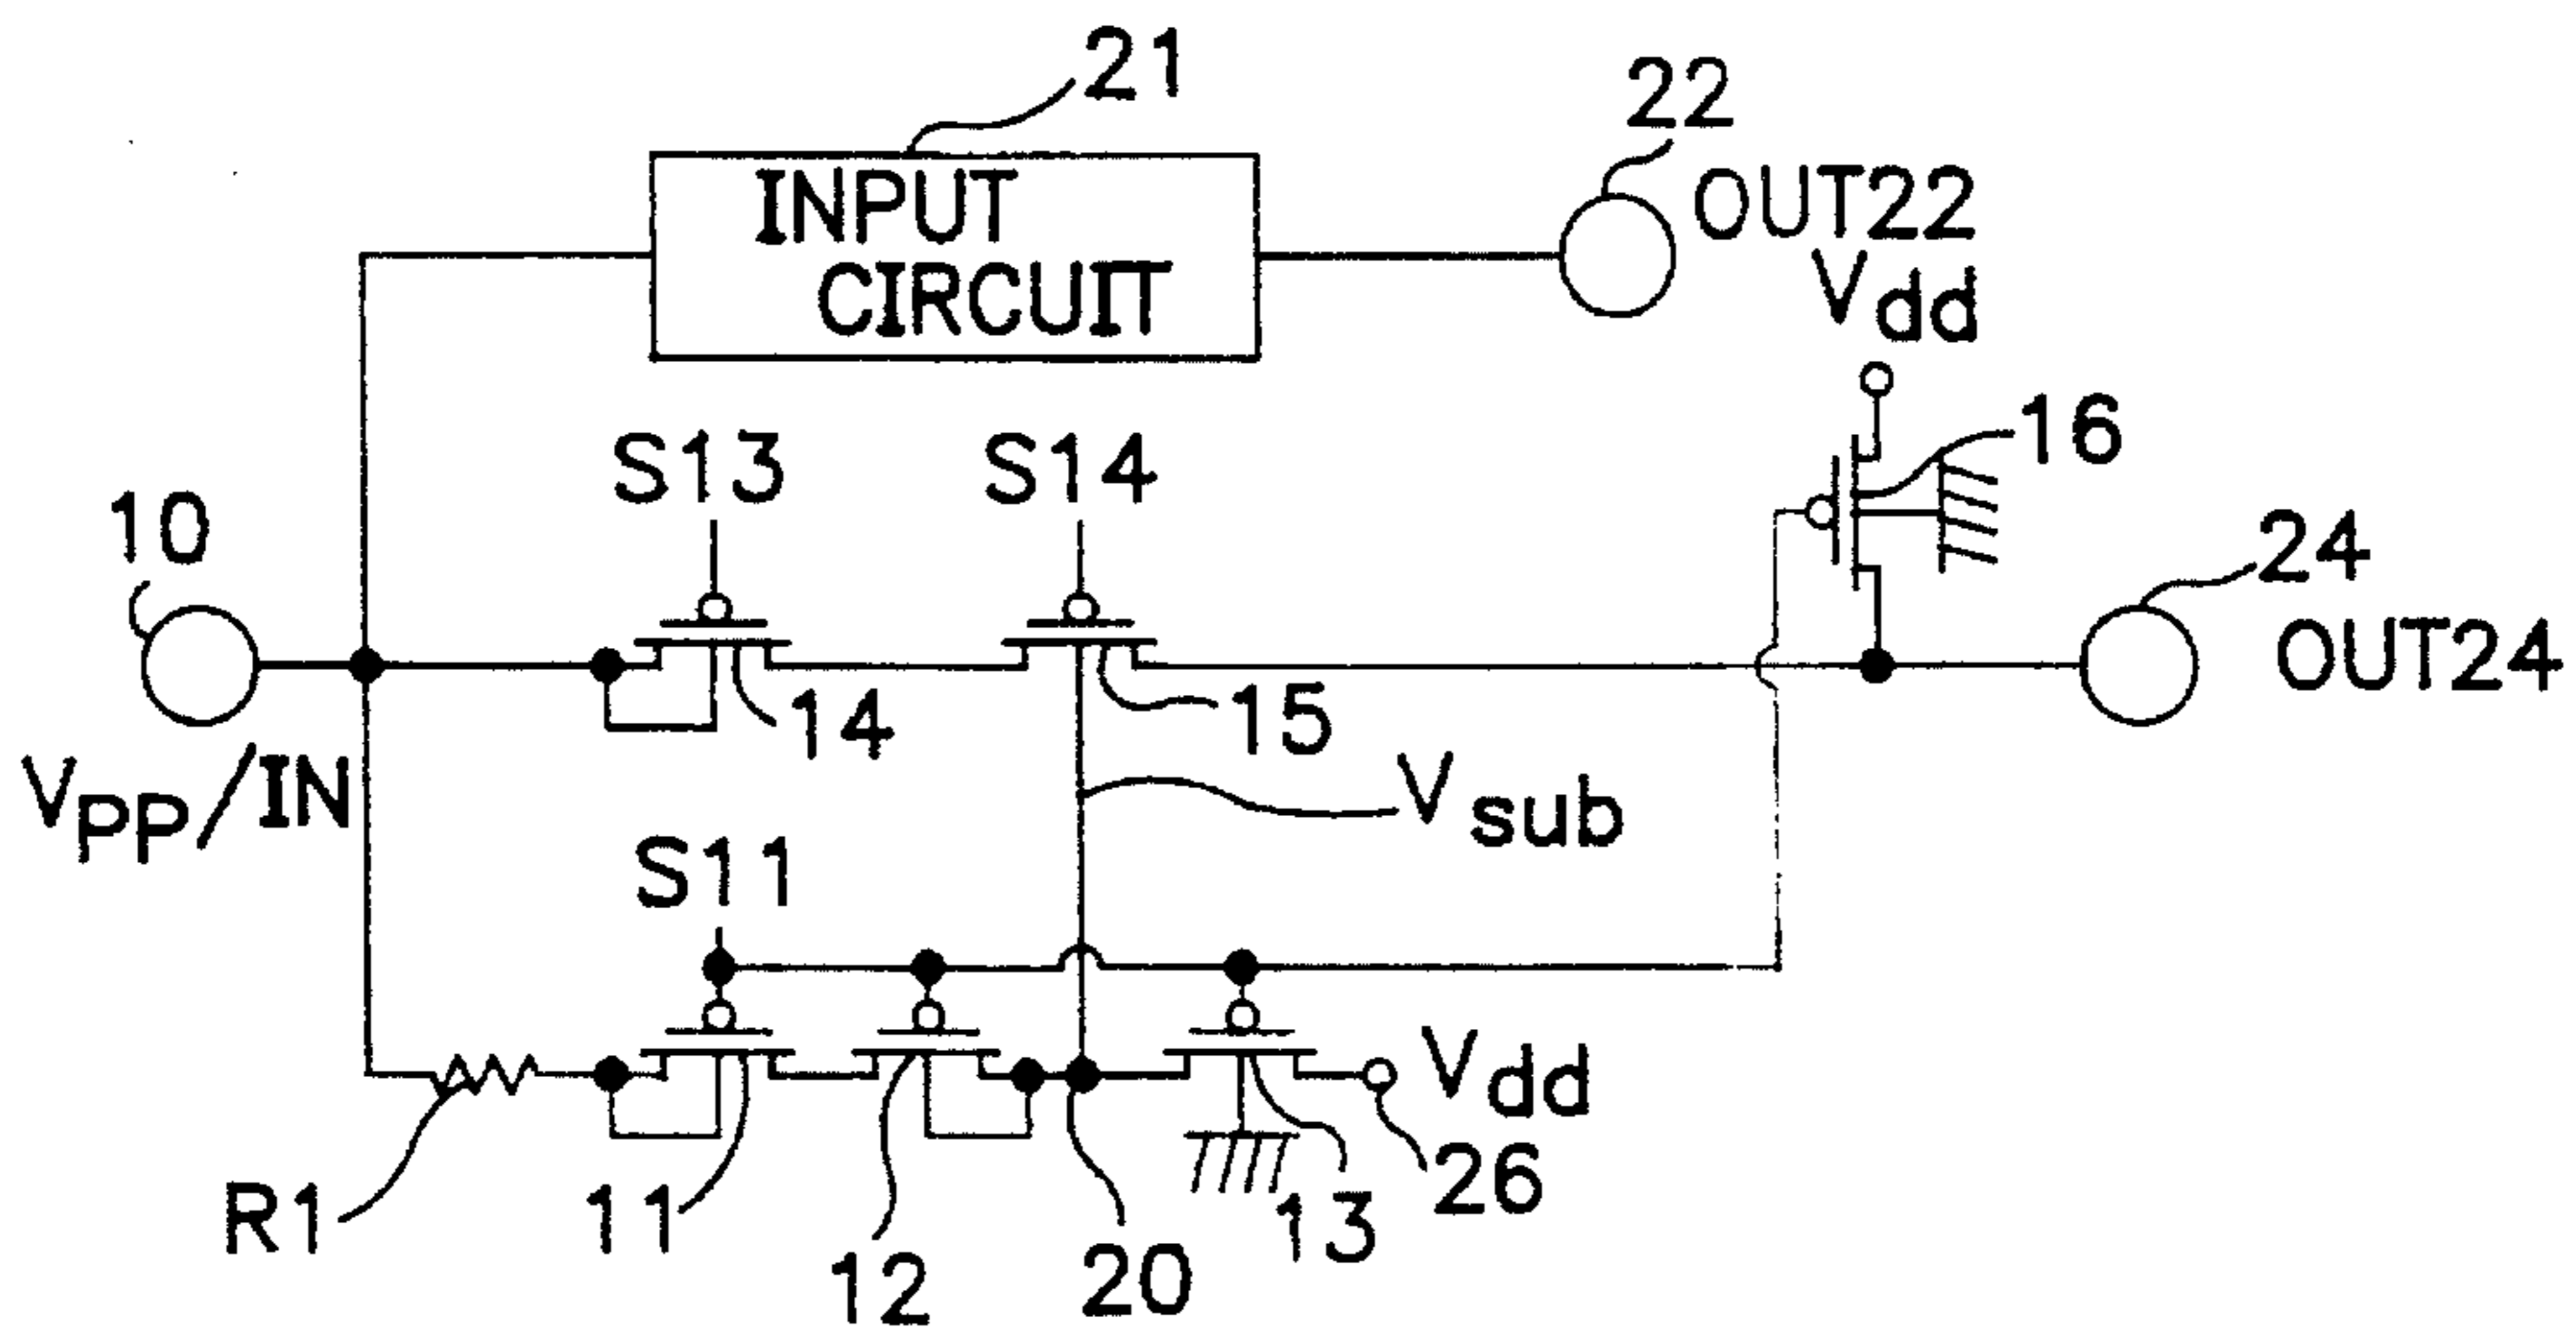 21
22
INPUT
CIRCUIT
OUT22
Vdd
16
S13
S14
10
24
OUT24
14
15
VPP/IN
Vsub
S11
Vdd
26
R1
11
12
20
13